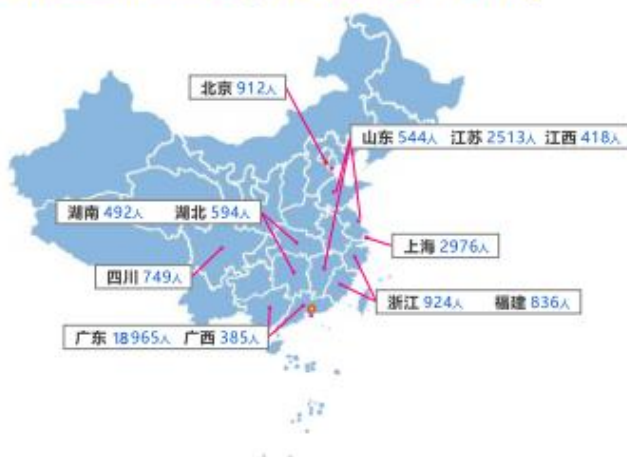 北京 912人
山东 544人 江苏 2513人 江西 418人
湖南 492人 湖北 594人
上海 2976人
四川 749人
浙江 924人 福建 836人
广东 18965人 广西 385人